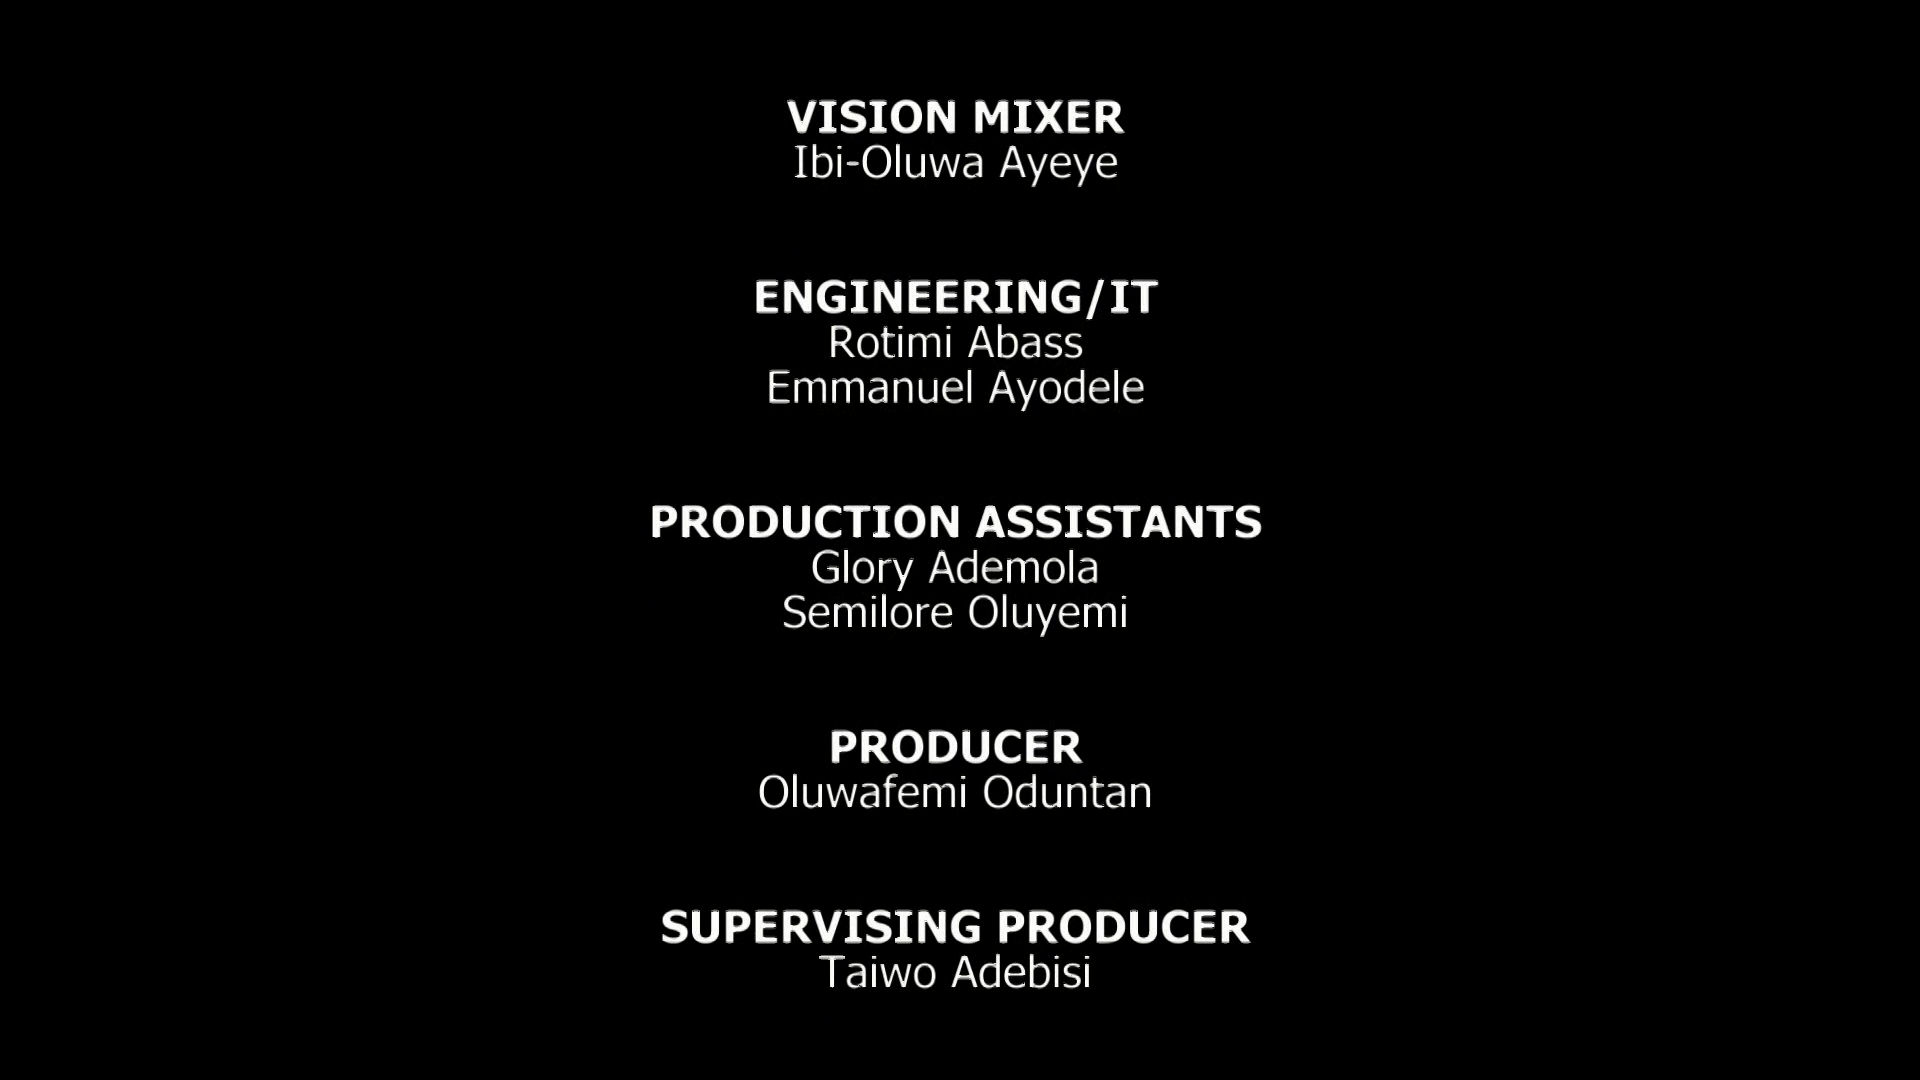 VISION MIXER
Ibi-Oluwa Ayeye
ENGINEERING/IT
Rotimi Abass
Emmanuel Ayodele
PRODUCTION ASSISTANTS
Glory Ademola
Semilore Oluyemi
PRODUCER
Oluwafemi Oduntan
SUPERVISING PRODUCER
Taiwo Adebisi